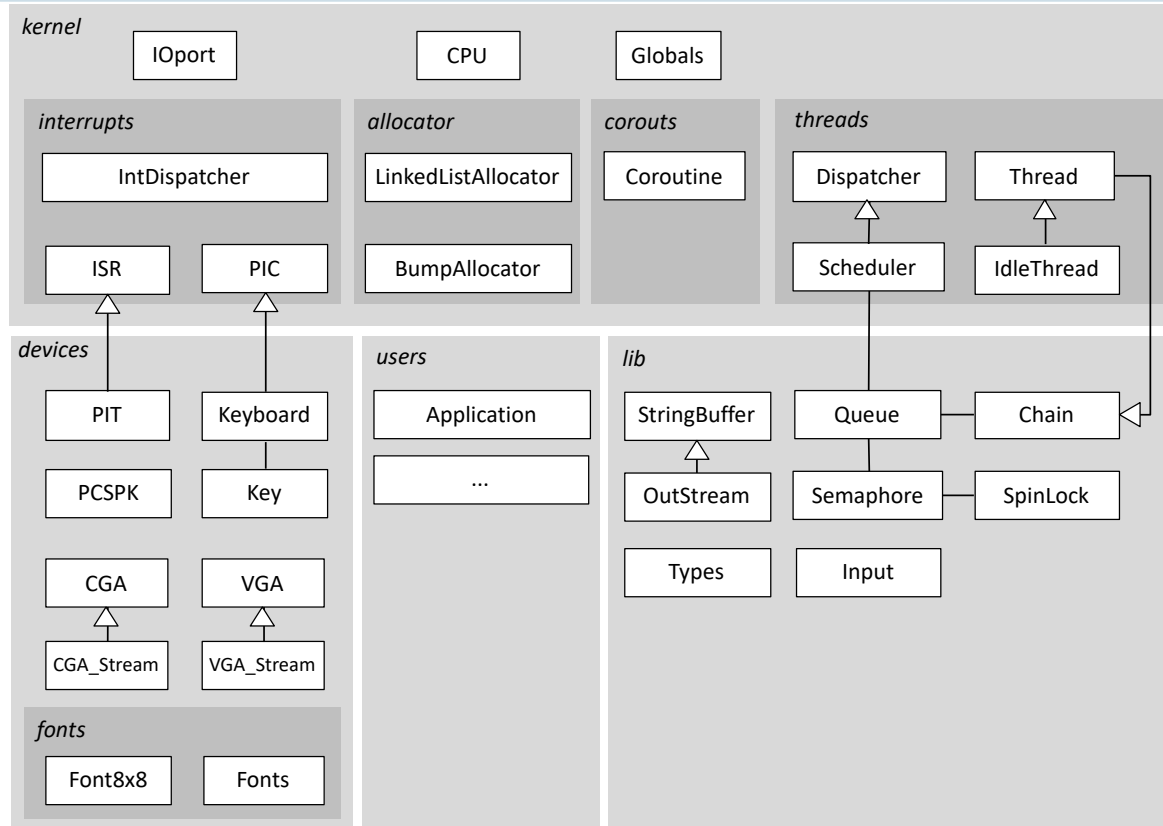 kernel
IOport
CPU
Globals
interrupts
allocator
corouts
threads
IntDispatcher
LinkedListAllocator
Coroutine
Dispatcher
Thread
ISR
PIC
BumpAllocator
Scheduler
IdleThread
devices
users
lib
PIT
Keyboard
Application
StringBuffer
Queue
Chain
PCSPK
Key
...
OutStream
Semaphore
SpinLock
CGA
VGA
Types
Input
CGA_Stream
VGA_Stream
fonts
Font8x8
Fonts